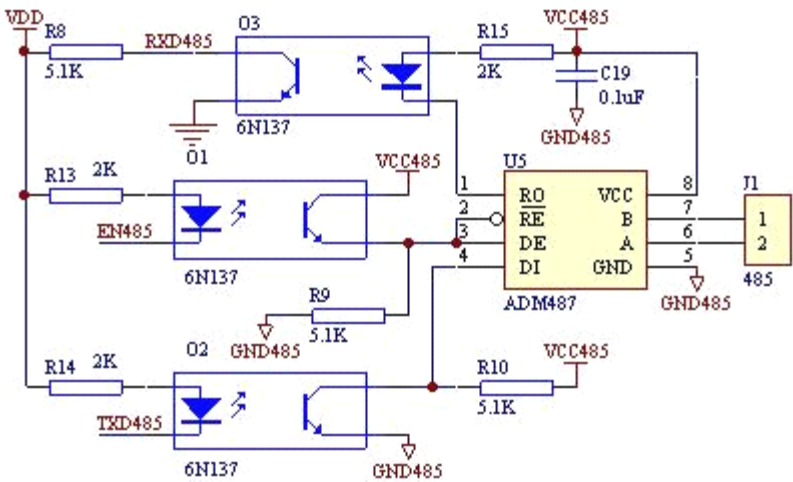 VDD
R8
RXD485
O3
R15
VCC485
5.1K
2K
C19
0.1uF
6N137
GND485
O1
VCC485
U5
R13
2K
1
RO
VCC
8
J1
2
RE
B
7
1
EN485
3
DE
A
6
2
4
DI
GND
5
6N137
R9
ADM487
GND485
485
GND485
5.1K
O2
VCC485
R14
2K
R10
5.1K
TXD485
6N137
GND485